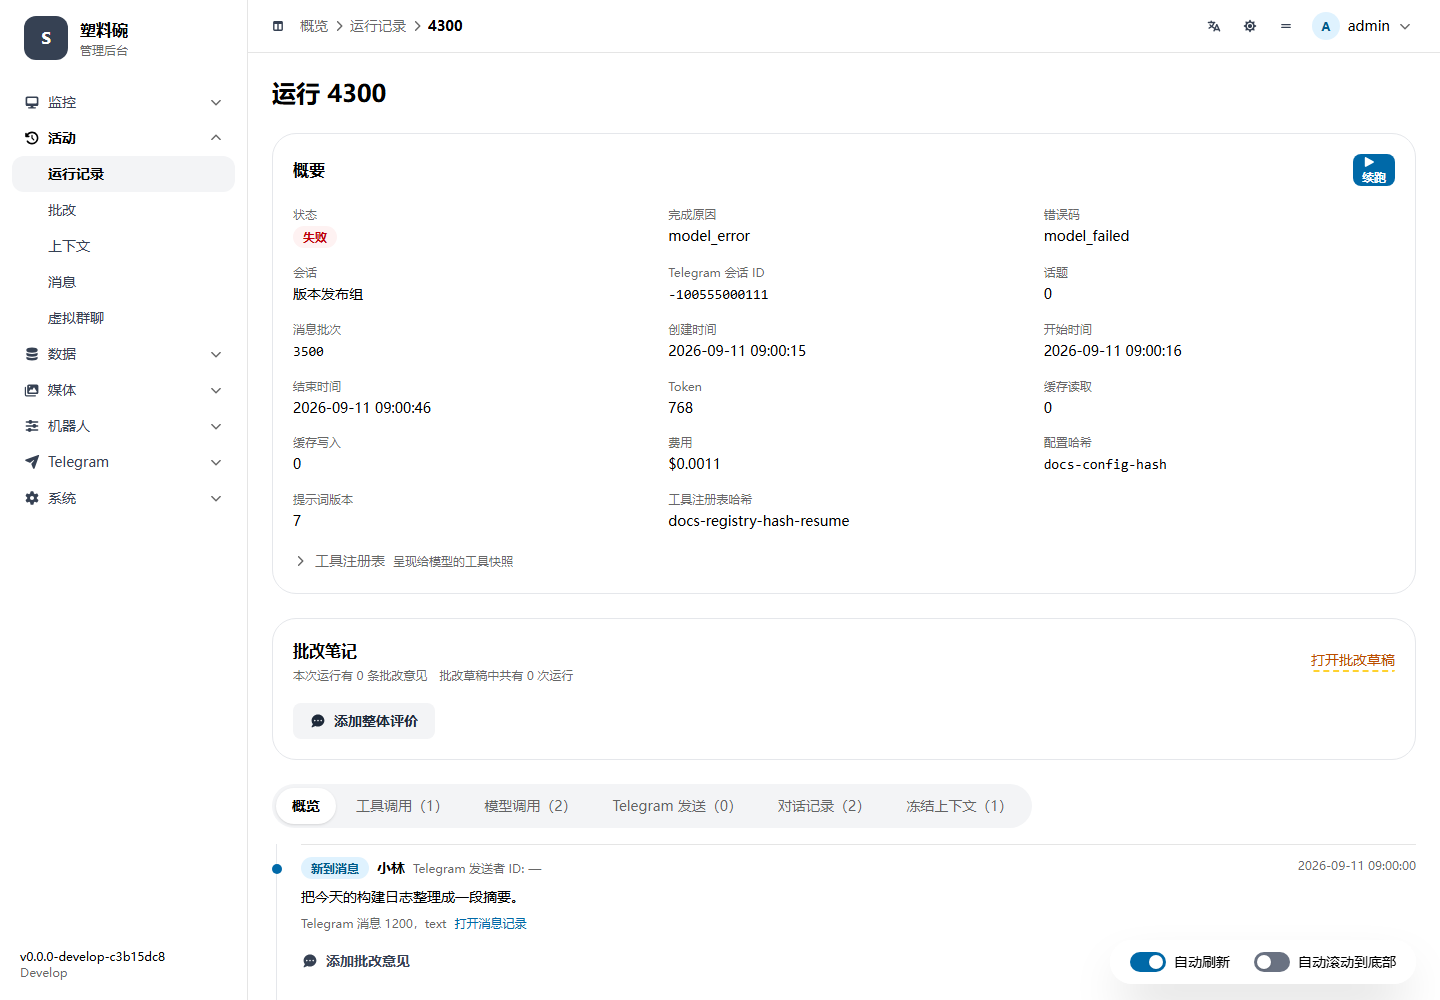 S
塑料碗
管理后台
监控
活动
运行记录
批改
上下文
消息
虚拟群聊
数据
媒体
机器人
Telegram
系统
v0.0.0-develop-c3b15dc8
Develop
概览 > 运行记录 > 4300
A admin
运行 4300
概要
续跑
状态
失败
完成原因
model_error
错误码
model_failed
会话
版本发布组
Telegram 会话 ID
-100555000111
话题
0
消息批次
3500
创建时间
2026-09-11 09:00:15
开始时间
2026-09-11 09:00:16
结束时间
2026-09-11 09:00:46
Token
768
缓存读取
0
缓存写入
0
费用
$0.0011
配置哈希
docs-config-hash
提示词版本
7
工具注册表哈希
docs-registry-hash-resume
工具注册表 呈现给模型的工具快照
批改笔记
本次运行有 0 条批改意见 批改草稿中共有 0 次运行
打开批改草稿
添加整体评价
概览 工具调用（1） 模型调用（2） Telegram 发送（0） 对话记录（2） 冻结上下文（1）
新到消息 小林 Telegram 发送者 ID: — 2026-09-11 09:00:00
把今天的构建日志整理成一段摘要。
Telegram 消息 1200，text 打开消息记录
添加批改意见
自动刷新 自动滚动到底部